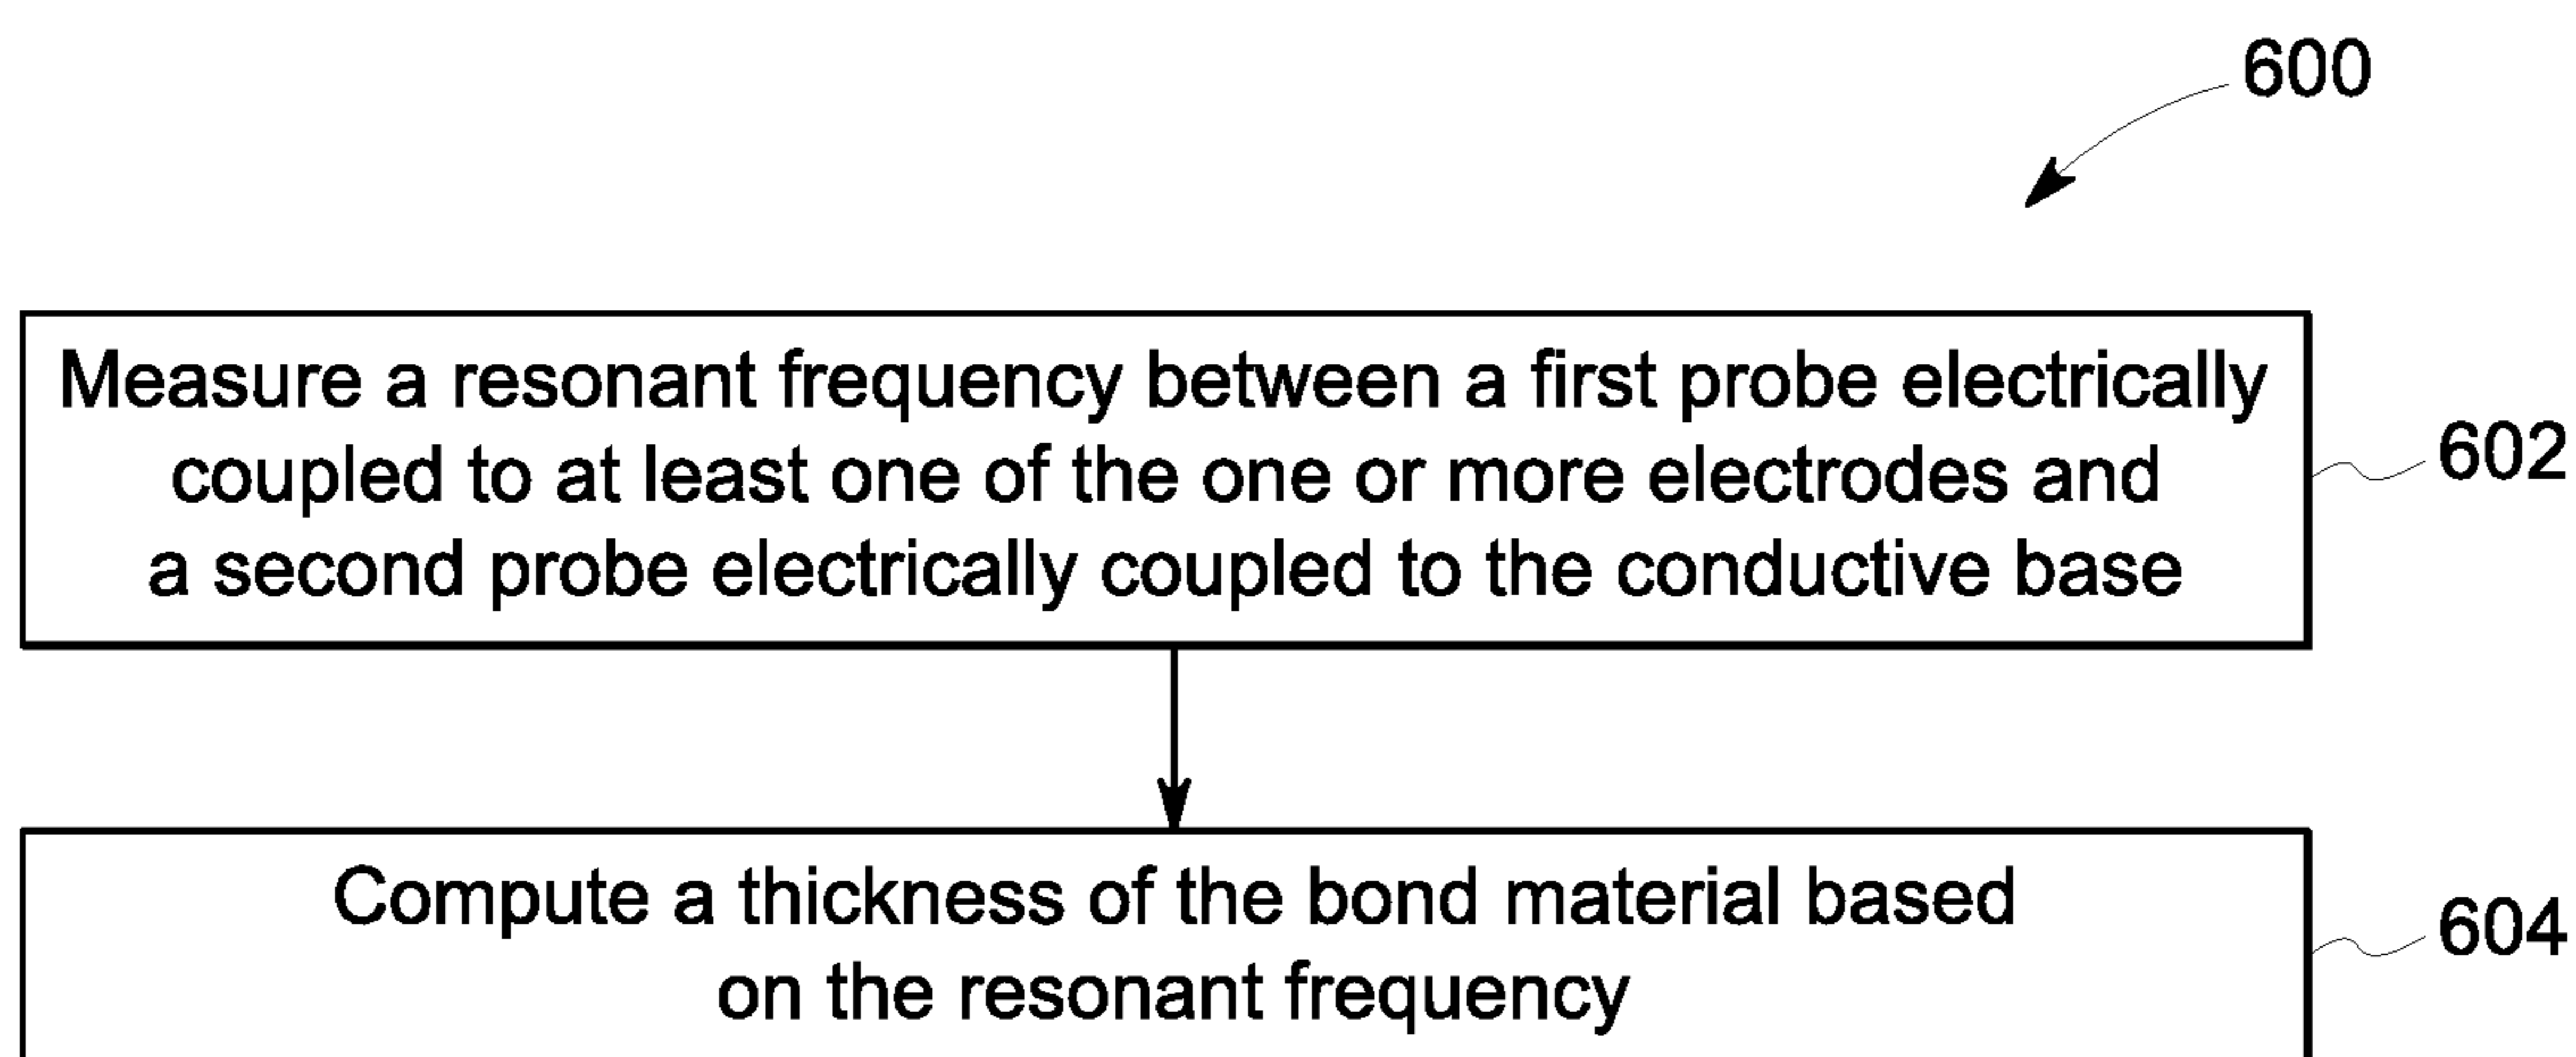 600
Measure a resonant frequency between a first probe electrically
coupled to at least one of the one or more electrodes and
a second probe electrically coupled to the conductive base
602
Compute a thickness of the bond material based
on the resonant frequency
604